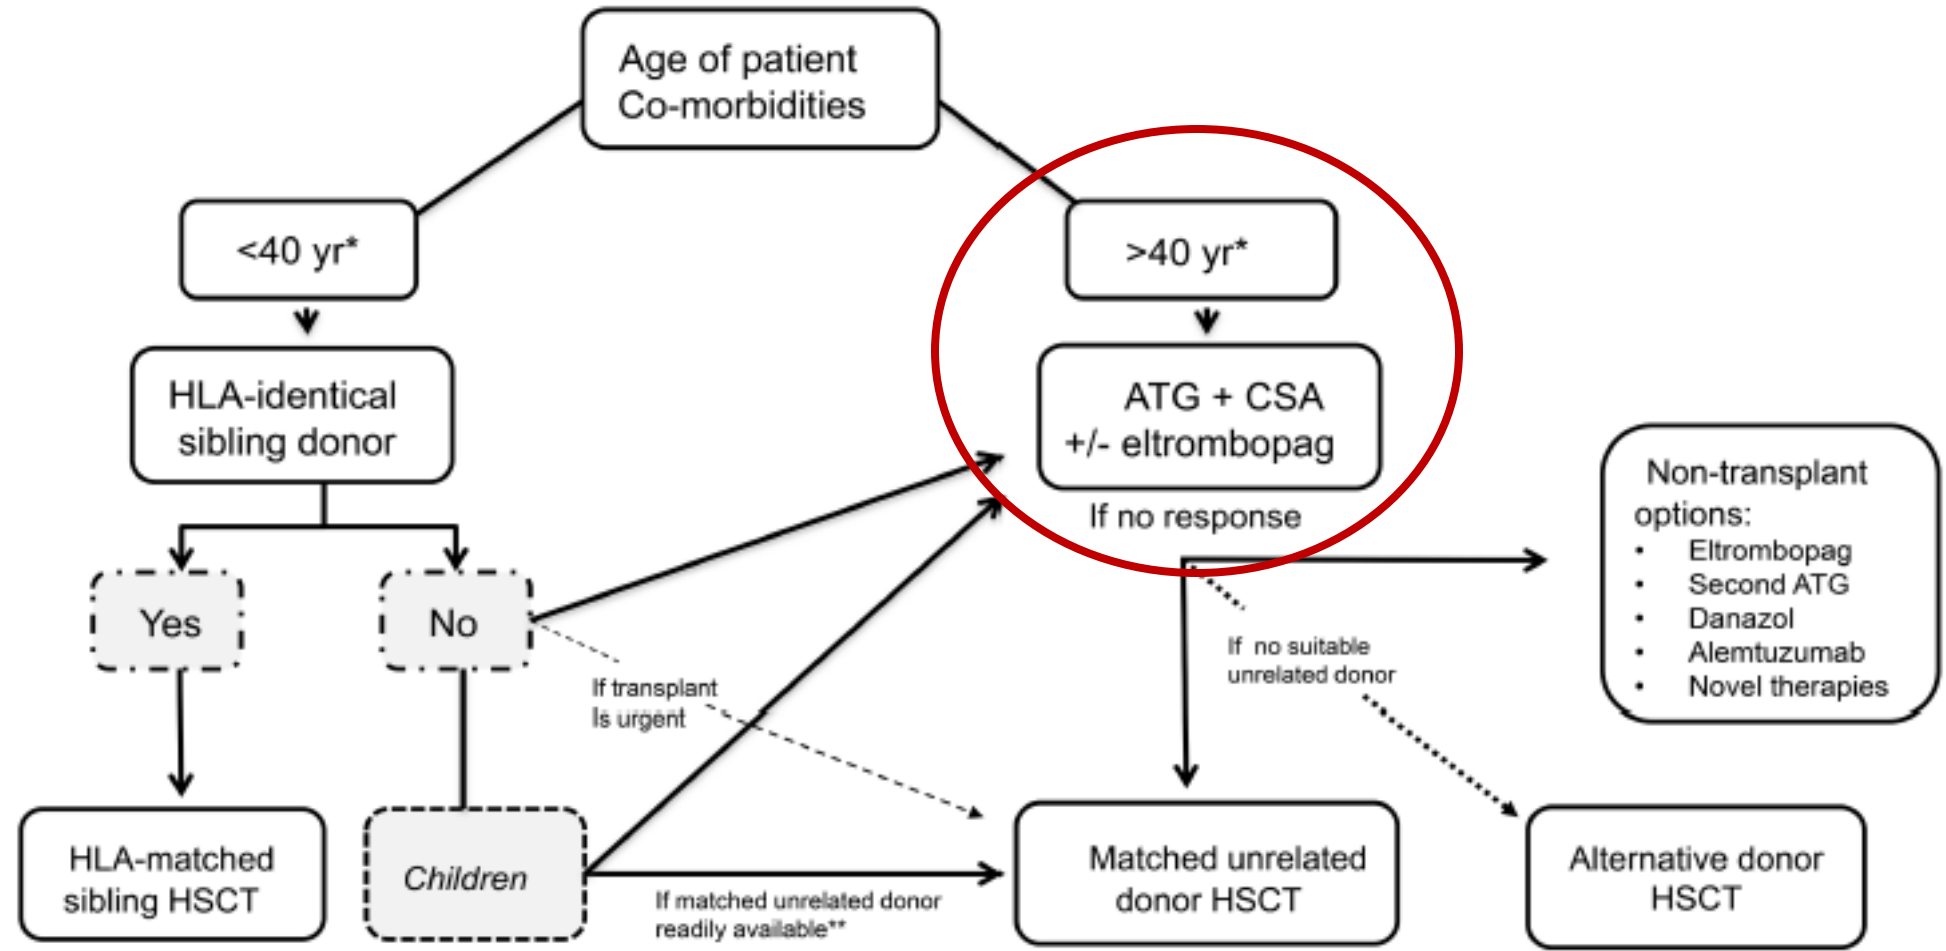 Age of patient
Co-morbidities
<40 yr*
>40 yr*
HLA-identical
sibling donor
ATG + CSA
+/- eltrombopag
If no response
Non-transplant
options:
• Eltrombopag
• Second ATG
• Danazol
• Alemtuzumab
• Novel therapies
Yes
No
If transplant
Is urgent
If no suitable
unrelated donor
HLA-matched
sibling HSCT
Children
If matched unrelated donor
readily available**
Matched unrelated
donor HSCT
Alternative donor
HSCT